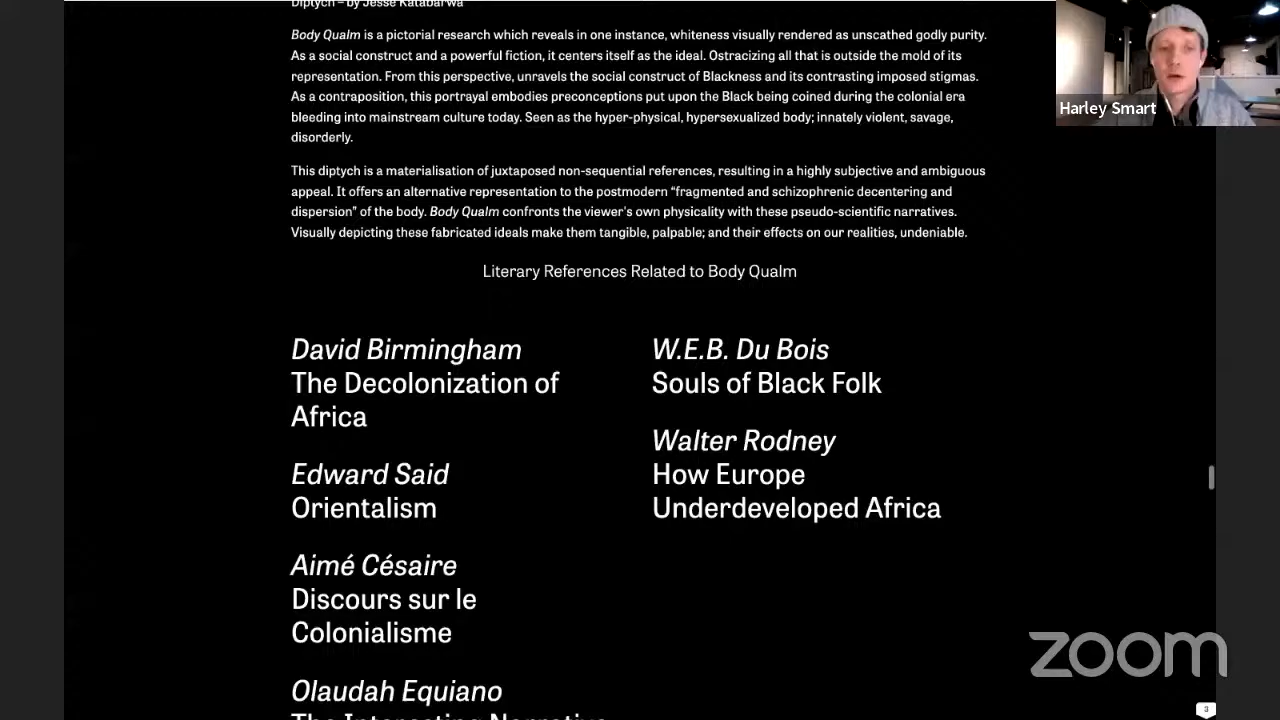 Diptych – by Jesse Katabarwa
Body Qualm is a pictorial research which reveals in one instance, whiteness visually rendered as unscathed godly purity.
As a social construct and a powerful fiction, it centers itself as the ideal. Ostracizing all that is outside the mold of its
representation. From this perspective, unravels the social construct of Blackness and its contrasting imposed stigmas.
As a contraposition, this portrayal embodies preconceptions put upon the Black being coined during the colonial era
bleeding into mainstream culture today. Seen as the hyper-physical, hypersexualized body; innately violent, savage,
disorderly.
This diptych is a materialisation of juxtaposed non-sequential references, resulting in a highly subjective and ambiguous
appeal. It offers an alternative representation to the postmodern “fragmented and schizophrenic decentering and
dispersion” of the body. Body Qualm confronts the viewer's own physicality with these pseudo-scientific narratives.
Visually depicting these fabricated ideals make them tangible, palpable; and their effects on our realities, undeniable.
Literary References Related to Body Qualm
David Birmingham
The Decolonization of
Africa
Edward Said
Orientalism
Aimé Césaire
Discours sur le
Colonialisme
Olaudah Equiano
The Interesting Narrative
W.E.B. Du Bois
Souls of Black Folk
Walter Rodney
How Europe
Underdeveloped Africa
Harley Smart
zoom
3